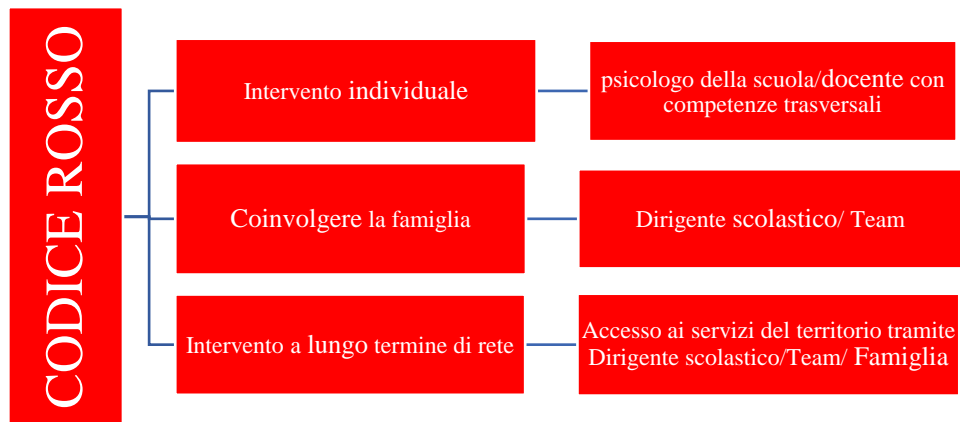 CODICE ROSSO
Intervento individuale
psicologo della scuola/docente con
competenze trasversali
Coinvolgere la famiglia
Dirigente scolastico/ Team
Intervento a lungo termine di rete
Accesso ai servizi del territorio tramite
Dirigente scolastico/Team/ Famiglia